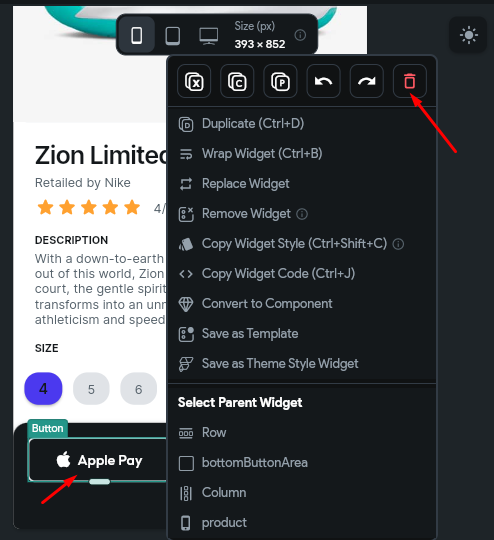 Size (px)
393 × 852
X
C
P
Zion Limited
Retailed by Nike
4/
DESCRIPTION
With a down-to-earth
out of this world, Zion
court, the gentle spirit
transforms into an
athleticism and speed
SIZE
4 5 6
Button
Apple Pay
D Duplicate (Ctrl+D)
Wrap Widget (Ctrl+B)
Replace Widget
Remove Widget
Copy Widget Style (Ctrl+Shift+C)
Copy Widget Code (Ctrl+J)
Convert to Component
Save as Template
Save as Theme Style Widget
Select Parent Widget
Row
bottomButtonArea
Column
product